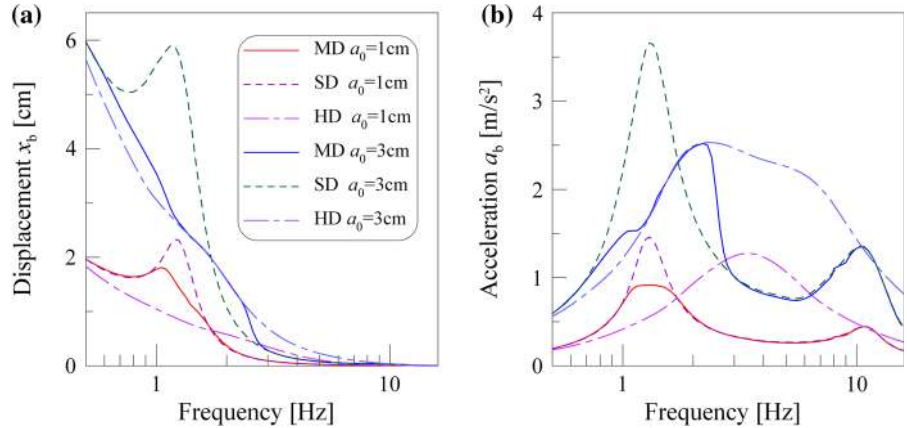 (a)
6
4
2
0
Displacement x_b [cm]
MD a_0=1cm
SD a_0=1cm
HD a_0=1cm
MD a_0=3cm
SD a_0=3cm
HD a_0=3cm
1
10
Frequency [Hz]
(b)
4
3
2
1
0
Acceleration a_b [m/s²]
1
10
Frequency [Hz]